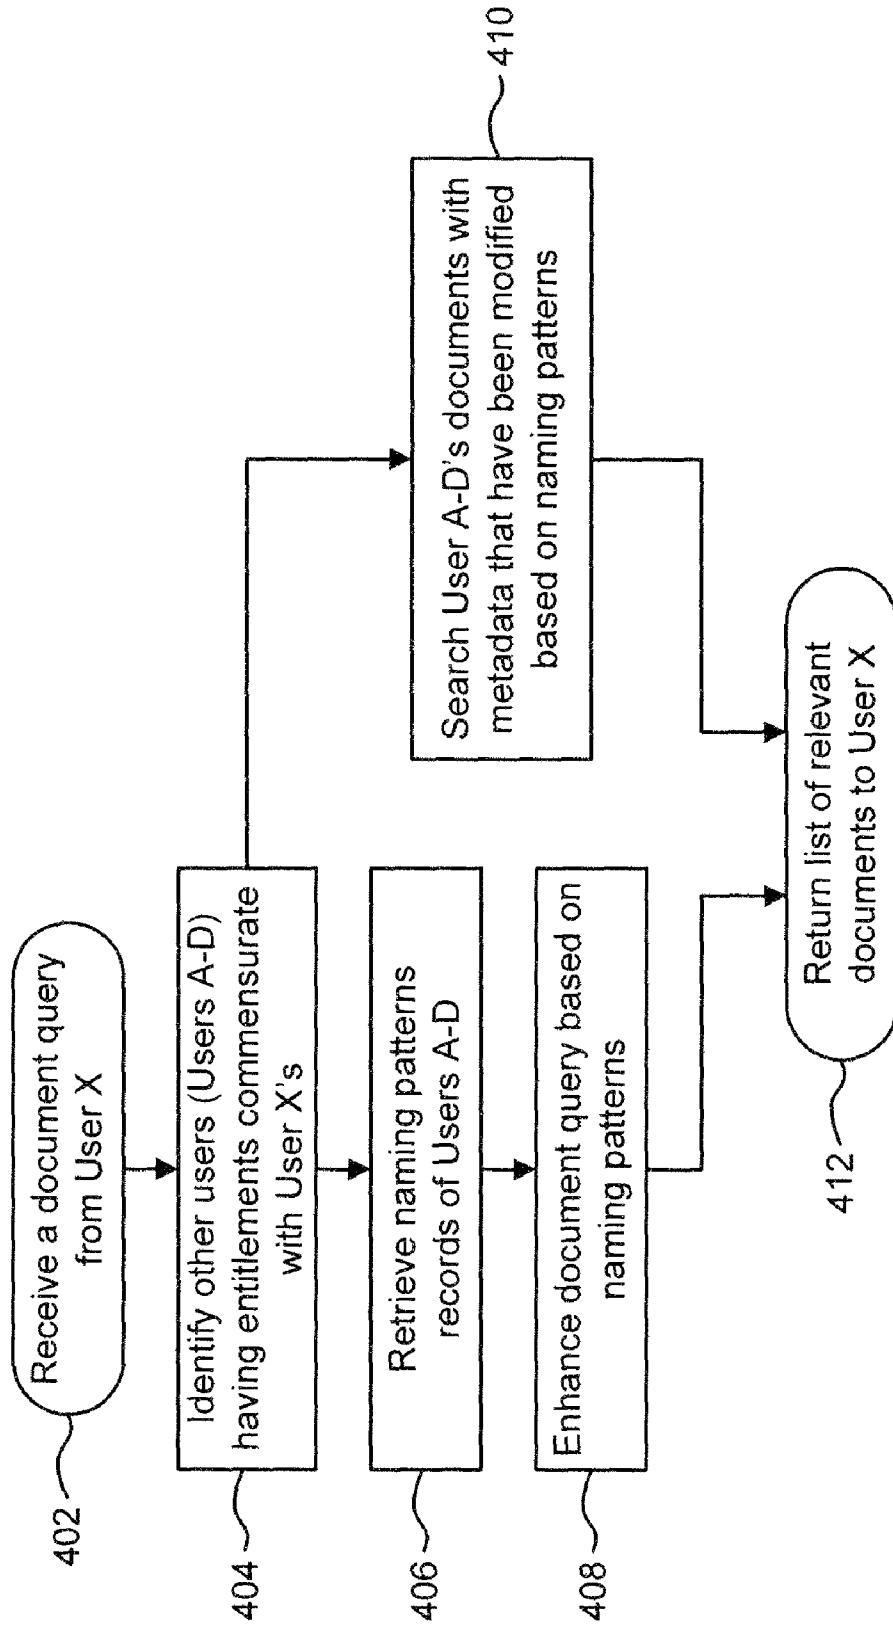 402
Receive a document query
from User X
404
Identify other users (Users A-D)
having entitlements commensurate
with User X's
406
Retrieve naming patterns
records of Users A-D
408
Enhance document query based on
naming patterns
Search User A-D's documents with
metadata that have been modified
based on naming patterns
410
412
Return list of relevant
documents to User X